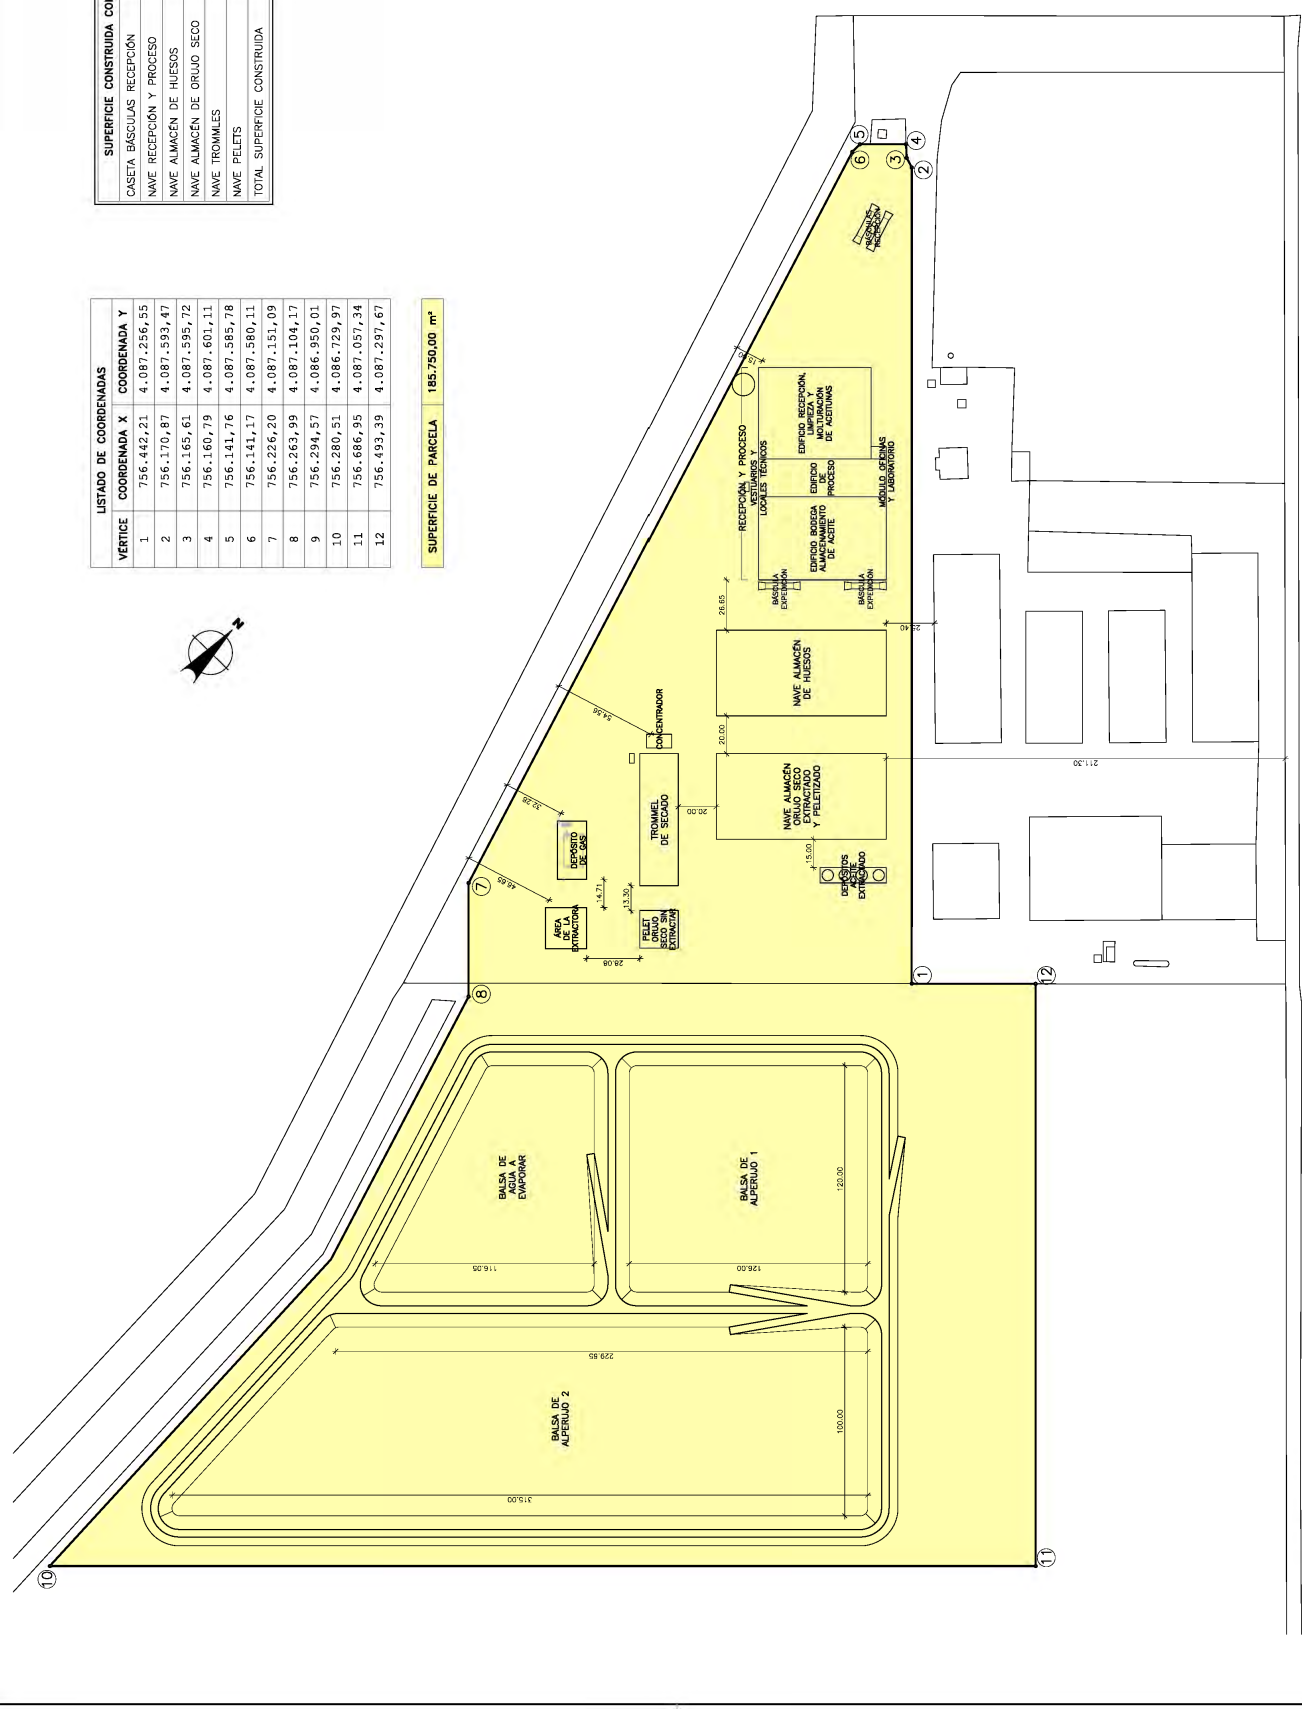 SUPERFICIE CONSTRUIDA
CASETA BÁSCULAS RECEPCIÓN
NAVE RECEPCIÓN Y PROCESO
NAVE ALMACÉN DE HUESOS
NAVE ALMACÉN DE ORUJO SECO
NAVE TROMMLES
NAVE PELETS
TOTAL SUPERFICIE CONSTRUIDA
LISTADO DE COORDENADAS
VÉRTICE COORDENADA X COORDENADA Y
1 756.442,21 4.087.256,55
2 756.170,87 4.087.593,47
3 756.165,61 4.087.595,72
4 756.160,79 4.087.601,11
5 756.141,76 4.087.585,78
6 756.141,17 4.087.580,11
7 756.226,20 4.087.151,09
8 756.263,99 4.087.104,17
9 756.294,57 4.086.950,01
10 756.280,51 4.086.729,97
11 756.686,95 4.087.057,34
12 756.493,39 4.087.297,67
SUPERFICIE DE PARCELA 185.750,00 m²
N
5
6
4
3
2
BÁSCULAS
RECEPCIÓN
RECEPCIÓN Y PROCESO
VESTUARIOS Y
LOCALES TÉCNICOS
EDIFICIO RECEPCIÓN,
LIMPIEZA Y
MOLTURACIÓN
DE ACEITUNAS
EDIFICIO
DE
PROCESO
MÓDULO OFICINAS
Y LABORATORIO
EDIFICIO BODEGA
ALMACENAMIENTO
DE ACEITE
BÁSCULA
EXPEDICIÓN
BÁSCULA
EXPEDICIÓN
26.65
NAVE ALMACÉN
DE HUESOS
20.00
54.56
CONCENTRADOR
32.28
TROMMEL
DE SECADO
20.00
NAVE ALMACÉN
ORUJO SECO
EXTRACTADO
Y PELETIZADO
211.30
15.00
DEPÓSITOS
ACEITE
EXTRACTADO
DEPÓSITO
DE GAS
46.65
7
14.71
13.30
ÁREA
DE LA
EXTRACTORA
PELET
ORUJO
SECO SIN
EXTRACTAR
28.08
8
1
12
BALSA DE
AGUA A
EVAPORAR
116.05
BALSA DE
ALPERUJO 1
120.00
126.00
229.65
BALSA DE
ALPERUJO 2
100.00
315.00
10
11